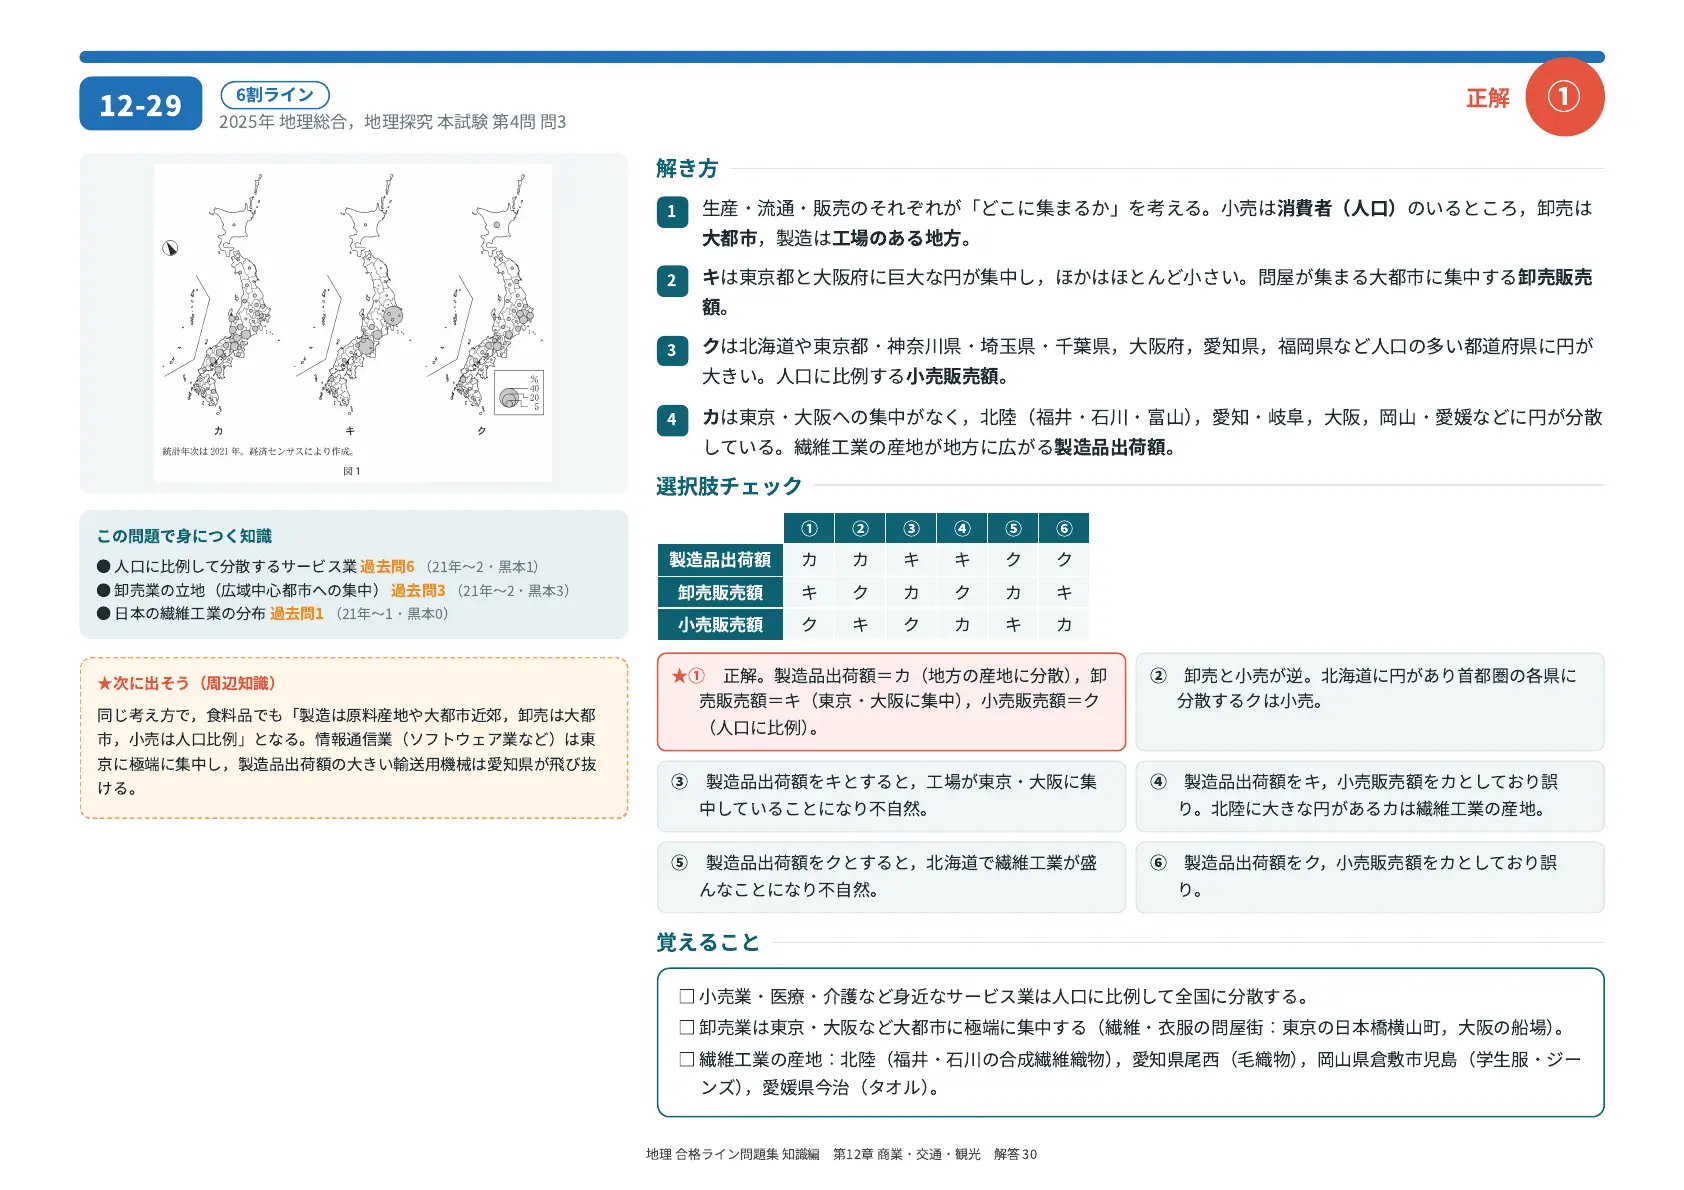 12-29
6割ライン
2025年 地理総合，地理探究 本試験 第4問 問3
正解
①
カ
キ
ク
%
40
20
5
統計年次は 2021 年。経済センサスにより作成。
図 1
この問題で身につく知識
● 人口に比例して分散するサービス業 過去問6 （21年〜2・黒本1）
● 卸売業の立地（広域中心都市への集中） 過去問3 （21年〜2・黒本3）
● 日本の繊維工業の分布 過去問1 （21年〜1・黒本0）
★次に出そう（周辺知識）
同じ考え方で，食料品でも「製造は原料産地や大都市近郊，卸売は大都
市，小売は人口比例」となる。情報通信業（ソフトウェア業など）は東
京に極端に集中し，製造品出荷額の大きい輸送用機械は愛知県が飛び抜
ける。
解き方
1 生産・流通・販売のそれぞれが「どこに集まるか」を考える。小売は消費者（人口）のいるところ，卸売は
大都市，製造は工場のある地方。
2 キは東京都と大阪府に巨大な円が集中し，ほかはほとんど小さい。問屋が集まる大都市に集中する卸売販売
額。
3 クは北海道や東京都・神奈川県・埼玉県・千葉県，大阪府，愛知県，福岡県など人口の多い都道府県に円が
大きい。人口に比例する小売販売額。
4 カは東京・大阪への集中がなく，北陸（福井・石川・富山），愛知・岐阜，大阪，岡山・愛媛などに円が分散
している。繊維工業の産地が地方に広がる製造品出荷額。
選択肢チェック
① ② ③ ④ ⑤ ⑥
製造品出荷額 カ カ キ キ ク ク
卸売販売額 キ ク カ ク カ キ
小売販売額 ク キ ク カ キ カ
★① 正解。製造品出荷額＝カ（地方の産地に分散），卸
売販売額＝キ（東京・大阪に集中），小売販売額＝ク
（人口に比例）。
② 卸売と小売が逆。北海道に円があり首都圏の各県に
分散するクは小売。
③ 製造品出荷額をキとすると，工場が東京・大阪に集
中していることになり不自然。
④ 製造品出荷額をキ，小売販売額をカとしており誤
り。北陸に大きな円があるカは繊維工業の産地。
⑤ 製造品出荷額をクとすると，北海道で繊維工業が盛
んなことになり不自然。
⑥ 製造品出荷額をク，小売販売額をカとしており誤
り。
覚えること
□ 小売業・医療・介護など身近なサービス業は人口に比例して全国に分散する。
□ 卸売業は東京・大阪など大都市に極端に集中する（繊維・衣服の問屋街：東京の日本橋横山町，大阪の船場）。
□ 繊維工業の産地：北陸（福井・石川の合成繊維織物），愛知県尾西（毛織物），岡山県倉敷市児島（学生服・ジー
ンズ），愛媛県今治（タオル）。
地理 合格ライン問題集 知識編 第12章 商業・交通・観光 解答30